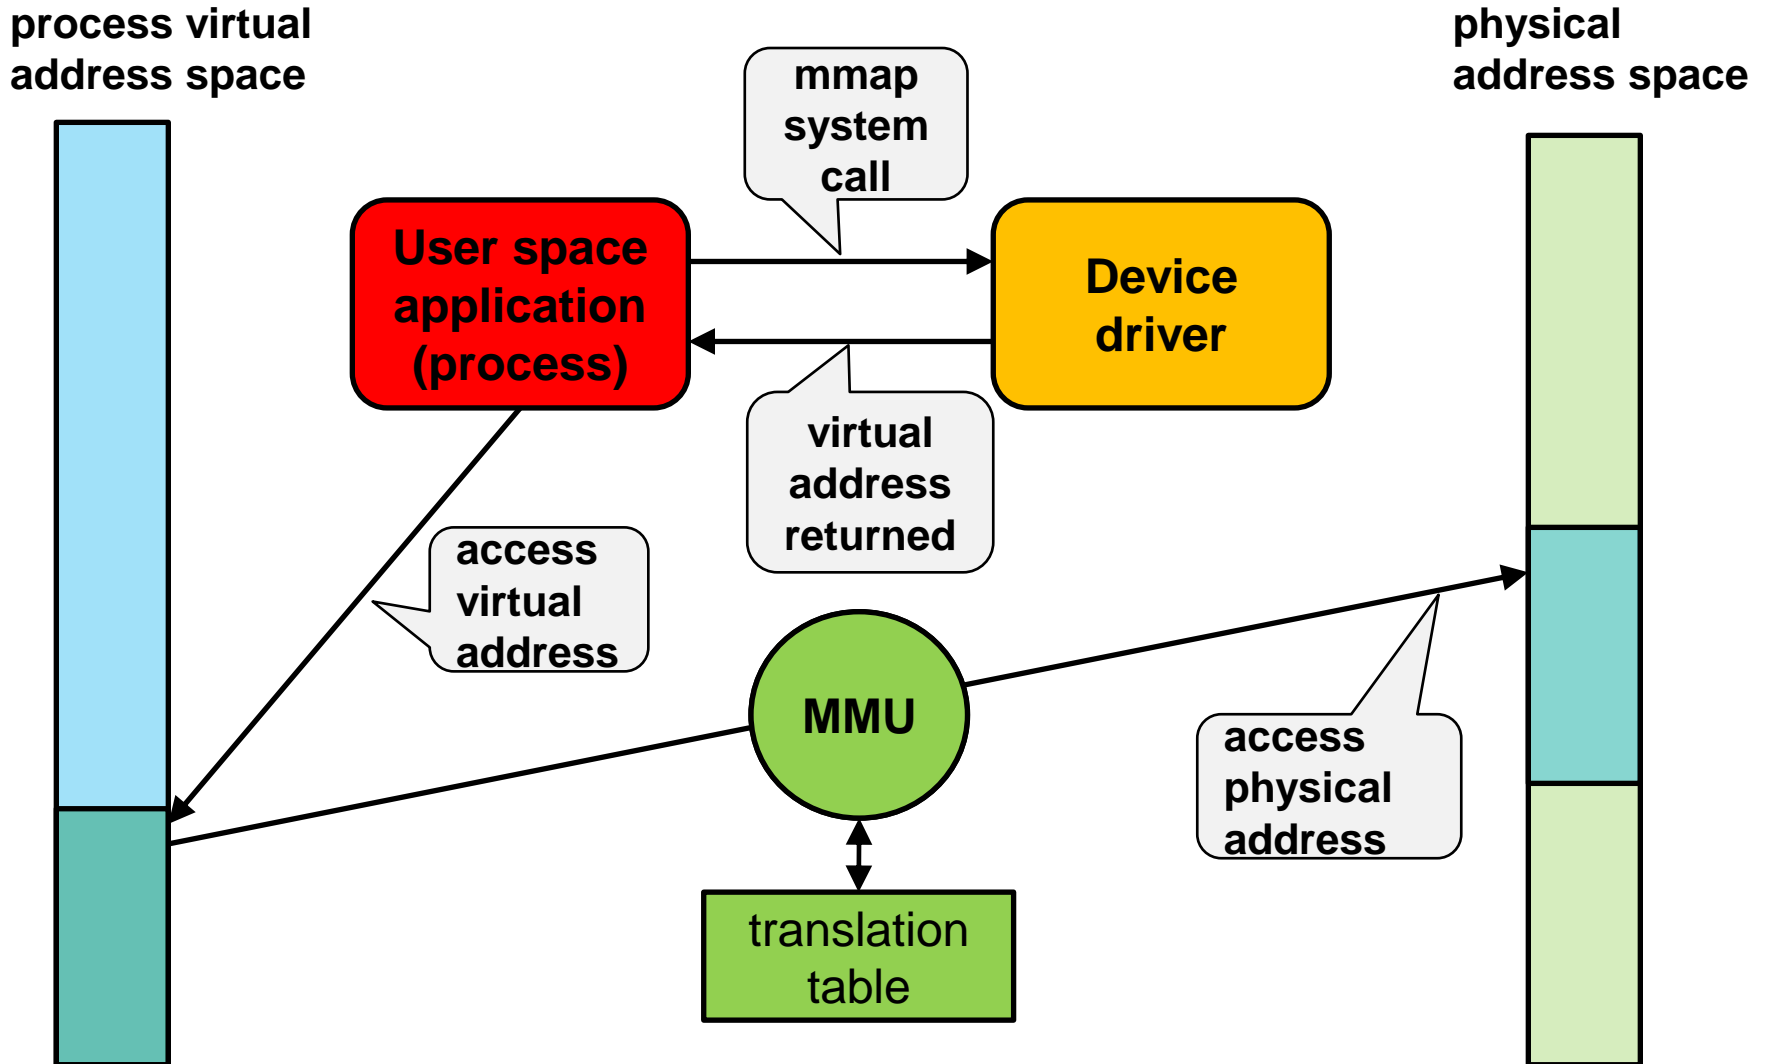 process virtual
address space
physical
address space
mmap
system
call
User space
application
(process)
Device
driver
virtual
address
returned
access
virtual
address
MMU
access
physical
address
translation
table